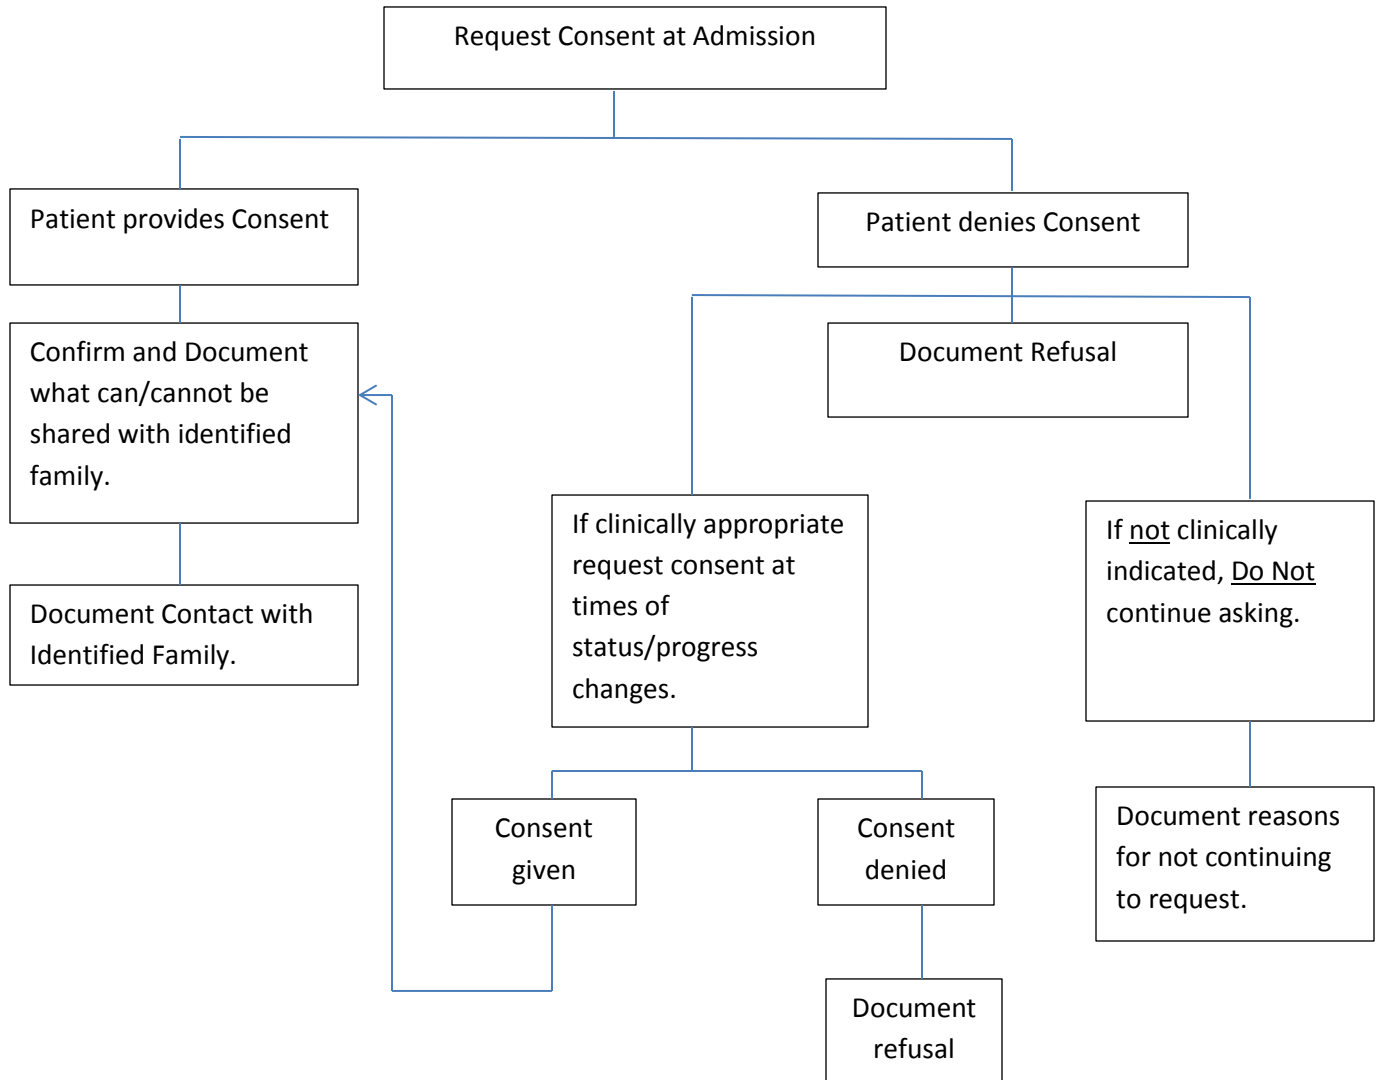 Request Consent at Admission
Patient provides Consent
Patient denies Consent
Confirm and Document
what can/cannot be
shared with identified
family.
Document Refusal
Document Contact with
Identified Family.
If clinically appropriate
request consent at
times of
status/progress
changes.
If not clinically
indicated, Do Not
continue asking.
Consent
given
Consent
denied
Document reasons
for not continuing
to request.
Document
refusal